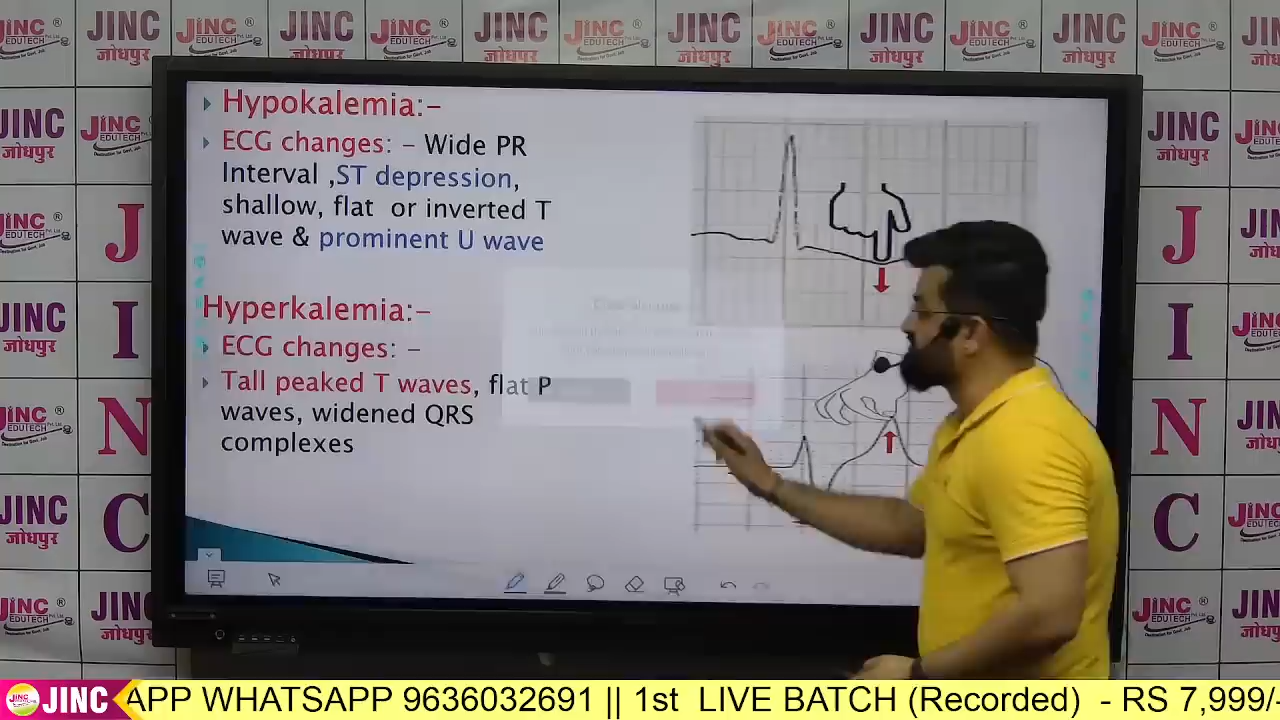 Hypokalemia:-
ECG changes: - Wide PR
Interval ,ST depression,
shallow, flat or inverted T
wave & prominent U wave
Hyperkalemia:-
ECG changes: -
Tall peaked T waves, flat P
waves, widened QRS
complexes
JINC
जोधपुर
JINC
EDUTECH
J
I
N
C
J
I
N
C
JINC APP WHATSAPP 9636032691 || 1st LIVE BATCH (Recorded) - RS 7,999/-